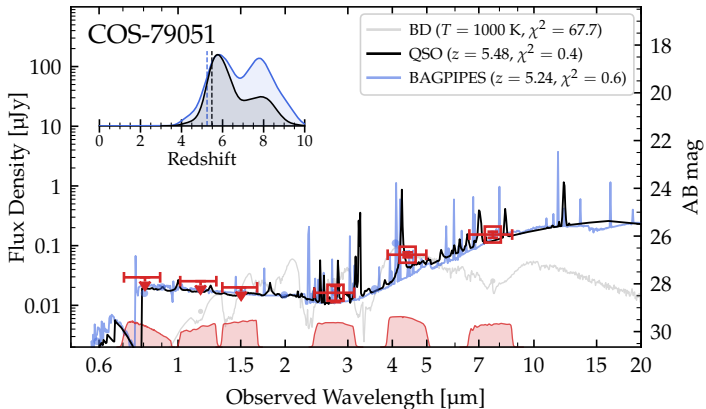 COS-79051
BD (T = 1000 K, χ² = 67.7)
QSO (z = 5.48, χ² = 0.4)
BAGPIPES (z = 5.24, χ² = 0.6)
Flux Density [μJy]
100
10
1
0.1
0.01
0 2 4 6 8 10
Redshift
18
19
20
22
24
26
28
30
AB mag
0.6 1 1.5 2 3 4 5 7 10 15 20
Observed Wavelength [μm]